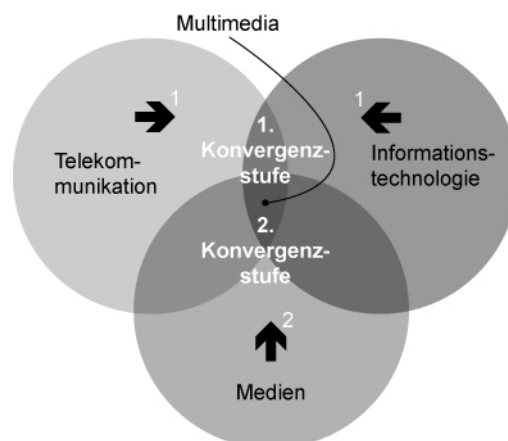 Multimedia
1
1
1.
Konvergenz-
stufe
Telekom-
munikation
Informations-
technologie
2.
Konvergenz-
stufe
2
Medien